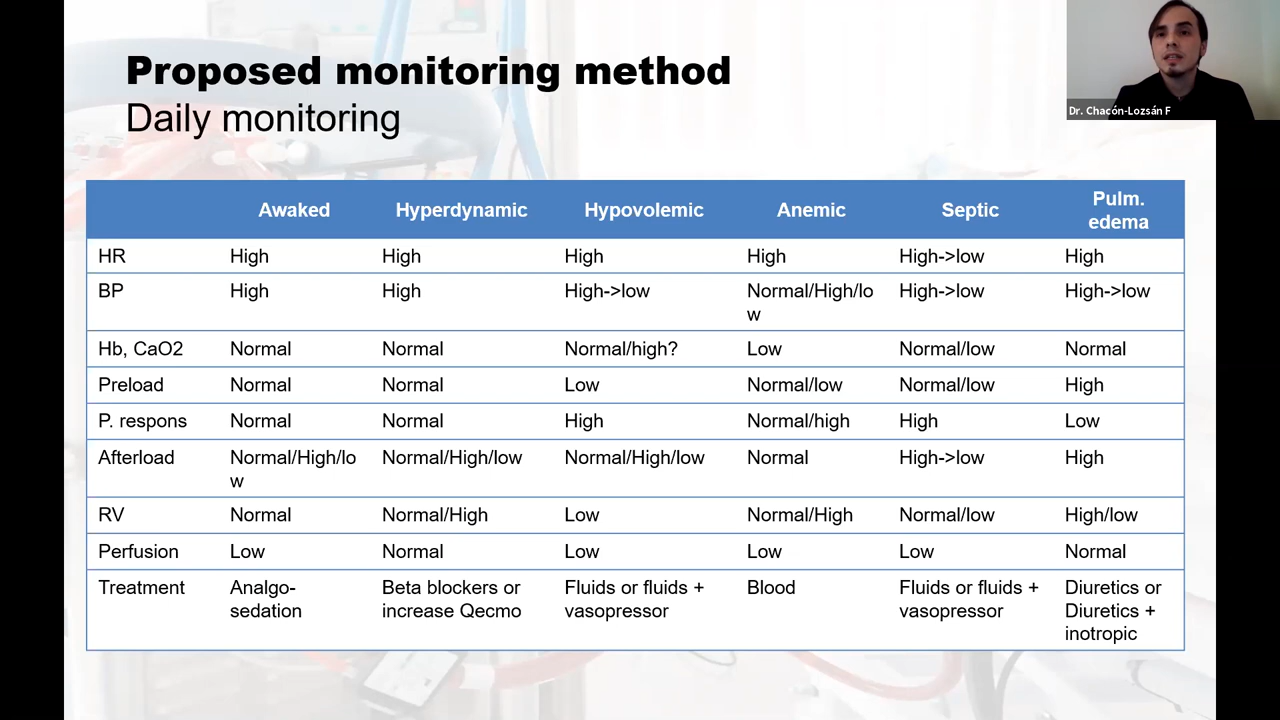 Proposed monitoring method
Daily monitoring
Dr. Chacón-Lozsán F
Awaked Hyperdynamic Hypovolemic Anemic Septic Pulm. edema
HR High High High High High->low High
BP High High High->low Normal/High/low High->low High->low
Hb, CaO2 Normal Normal Normal/high? Low Normal/low Normal
Preload Normal Normal Low Normal/low Normal/low High
P. respons Normal Normal High Normal/high High Low
Afterload Normal/High/low Normal/High/low Normal/High/low Normal High->low High
RV Normal Normal/High Low Normal/High Normal/low High/low
Perfusion Low Normal Low Low Low Normal
Treatment Analgo-sedation Beta blockers or increase Qecmo Fluids or fluids + vasopressor Blood Fluids or fluids + vasopressor Diuretics or Diuretics + inotropic